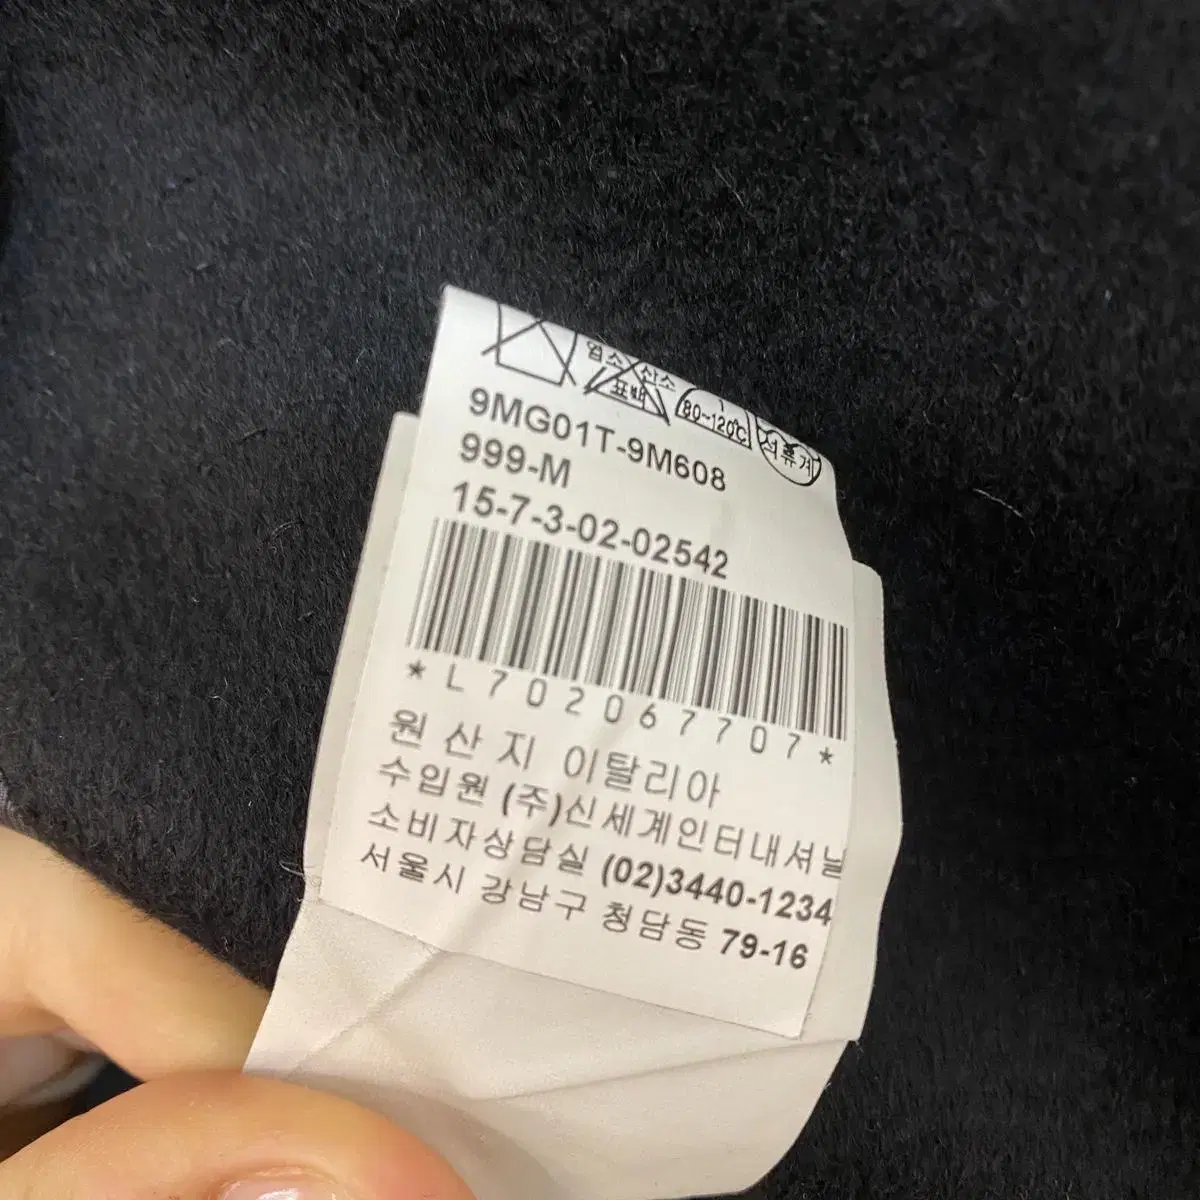 염소 산소
표백
80~120℃
석유계
9MG01T-9M608
999-M
15-7-3-02-02542
*L702067707*
원 산 지 이탈리아
수입원 (주)신세계인터내셔날
소비자상담실 (02)3440-1234
서울시 강남구 청담동 79-16